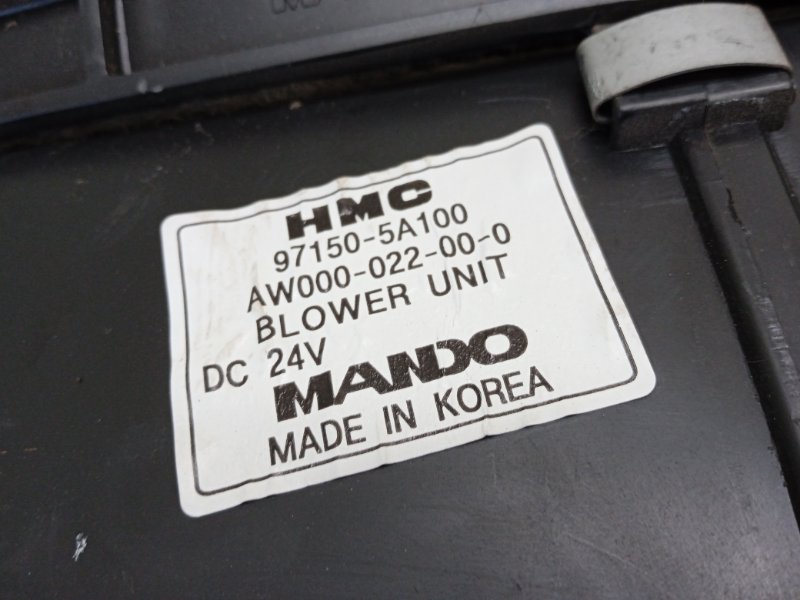 HMC
97150-5A100
AW000-022-00-0
BLOWER UNIT
DC 24V
MANDO
MADE IN KOREA